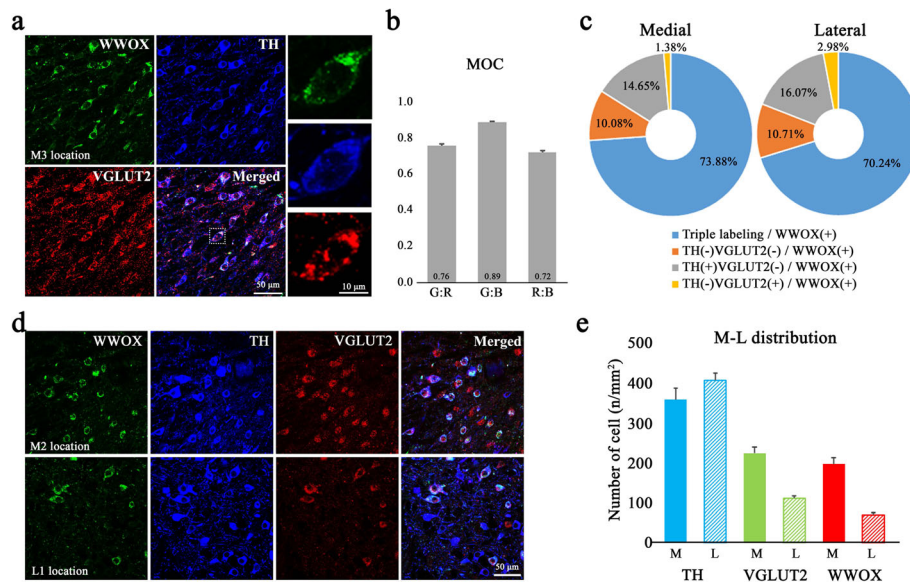 a
WWOX
TH
M3 location
VGLUT2
Merged
50 μm
10 μm
b
MOC
1.0
0.8
0.6
0.4
0.2
0.0
0.76
0.89
0.72
G:R
G:B
R:B
c
Medial
Lateral
1.38%
14.65%
10.08%
73.88%
2.98%
16.07%
10.71%
70.24%
Triple labeling / WWOX(+)
TH(-)VGLUT2(-) / WWOX(+)
TH(+)VGLUT2(-) / WWOX(+)
TH(-)VGLUT2(+) / WWOX(+)
d
WWOX
TH
VGLUT2
Merged
M2 location
L1 location
50 μm
e
M-L distribution
Number of cell (n/mm²)
500
400
300
200
100
0
M
L
M
L
M
L
TH
VGLUT2
WWOX